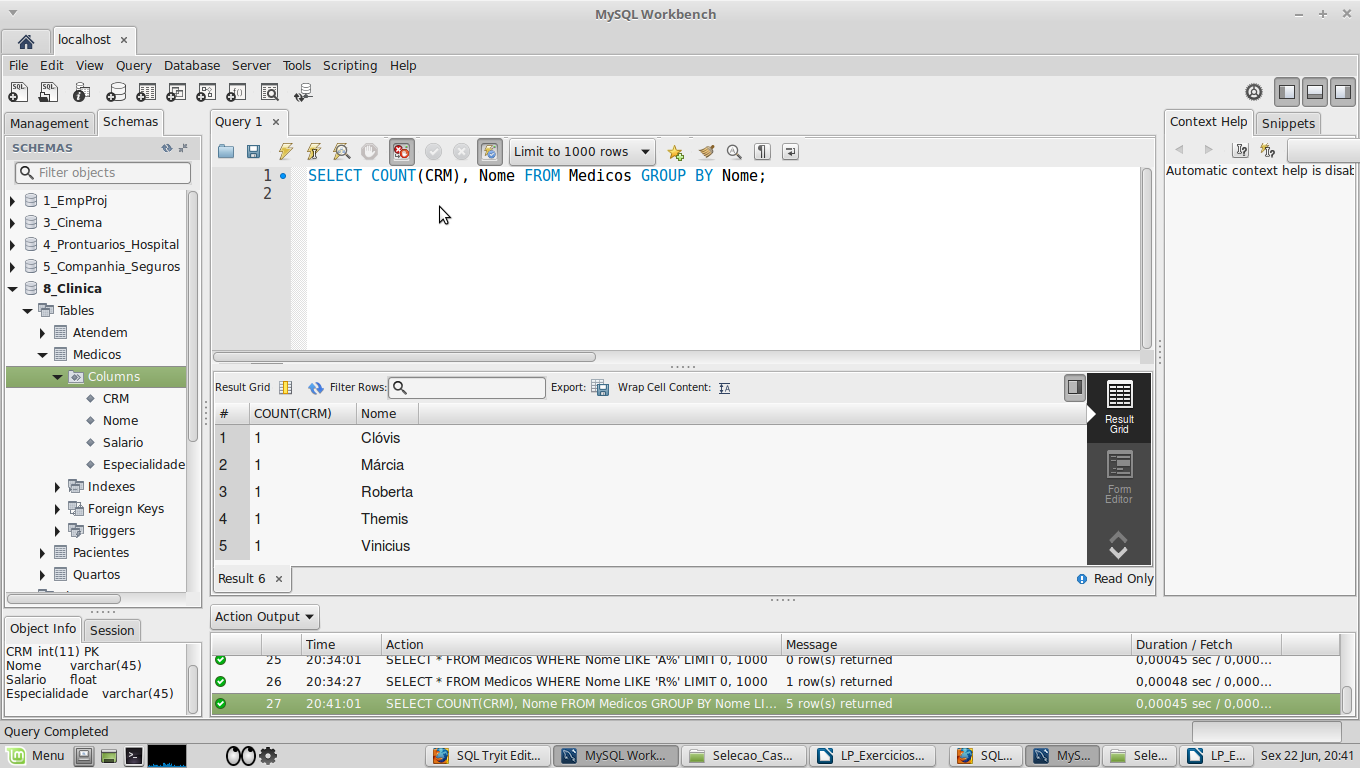 MySQL Workbench
localhost
File Edit View Query Database Server Tools Scripting Help
Management Schemas
SCHEMAS
Filter objects
1_EmpProj
3_Cinema
4_Prontuarios_Hospital
5_Companhia_Seguros
8_Clinica
Tables
Atendem
Medicos
Columns
CRM
Nome
Salario
Especialidade
Indexes
Foreign Keys
Triggers
Pacientes
Quartos
Object Info Session
CRM int(11) PK
Nome varchar(45)
Salario float
Especialidade varchar(45)
Query 1
Limit to 1000 rows
1 SELECT COUNT(CRM), Nome FROM Medicos GROUP BY Nome;
2
Result Grid Filter Rows: Export: Wrap Cell Content:
# COUNT(CRM) Nome
1 1 Clóvis
2 1 Márcia
3 1 Roberta
4 1 Themis
5 1 Vinicius
Result Grid
Form Editor
Result 6
Read Only
Context Help Snippets
Automatic context help is disab
Action Output
Time Action Message Duration / Fetch
25 20:34:01 SELECT * FROM Medicos WHERE Nome LIKE 'A%' LIMIT 0, 1000 0 row(s) returned 0,00045 sec / 0,000...
26 20:34:27 SELECT * FROM Medicos WHERE Nome LIKE 'R%' LIMIT 0, 1000 1 row(s) returned 0,00048 sec / 0,000...
27 20:41:01 SELECT COUNT(CRM), Nome FROM Medicos GROUP BY Nome LI... 5 row(s) returned 0,00045 sec / 0,000...
Query Completed
Menu SQL Tryit Edit... MySQL Work... Selecao_Cas... LP_Exercicios... SQL... MyS... Sele... LP_E... Sex 22 Jun, 20:41